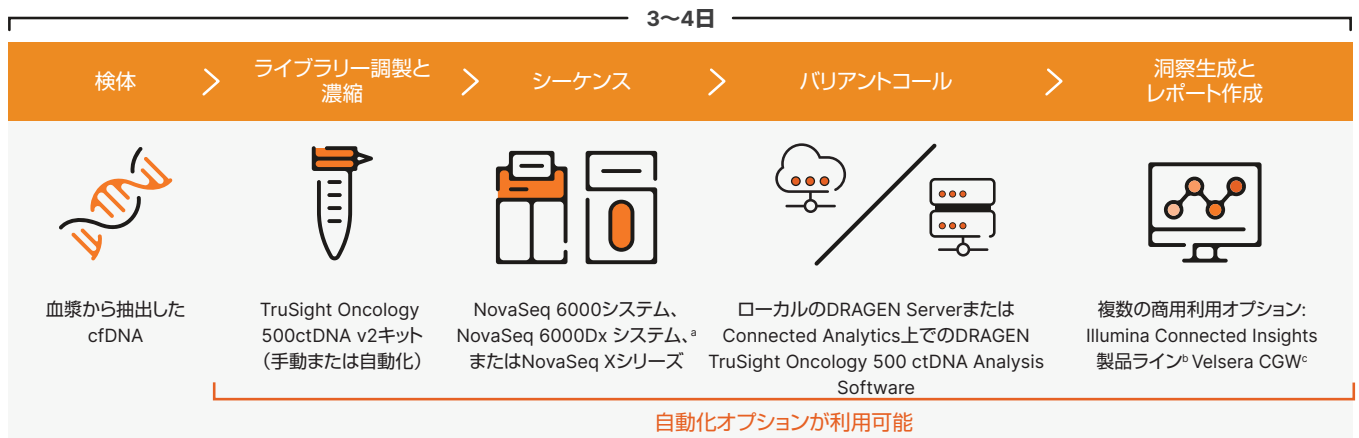 3～4日
検体
ライブラリー調製と
濃縮
シーケンス
バリアントコール
洞察生成と
レポート作成
血漿から抽出した
cfDNA
TruSight Oncology
500ctDNA v2キット
（手動または自動化）
NovaSeq 6000システム、
NovaSeq 6000Dx システム、a
またはNovaSeq Xシリーズ
ローカルのDRAGEN Serverまたは
Connected Analytics上でのDRAGEN
TruSight Oncology 500 ctDNA Analysis
Software
複数の商用利用オプション:
Illumina Connected Insights
製品ラインb Velsera CGWc
自動化オプションが利用可能